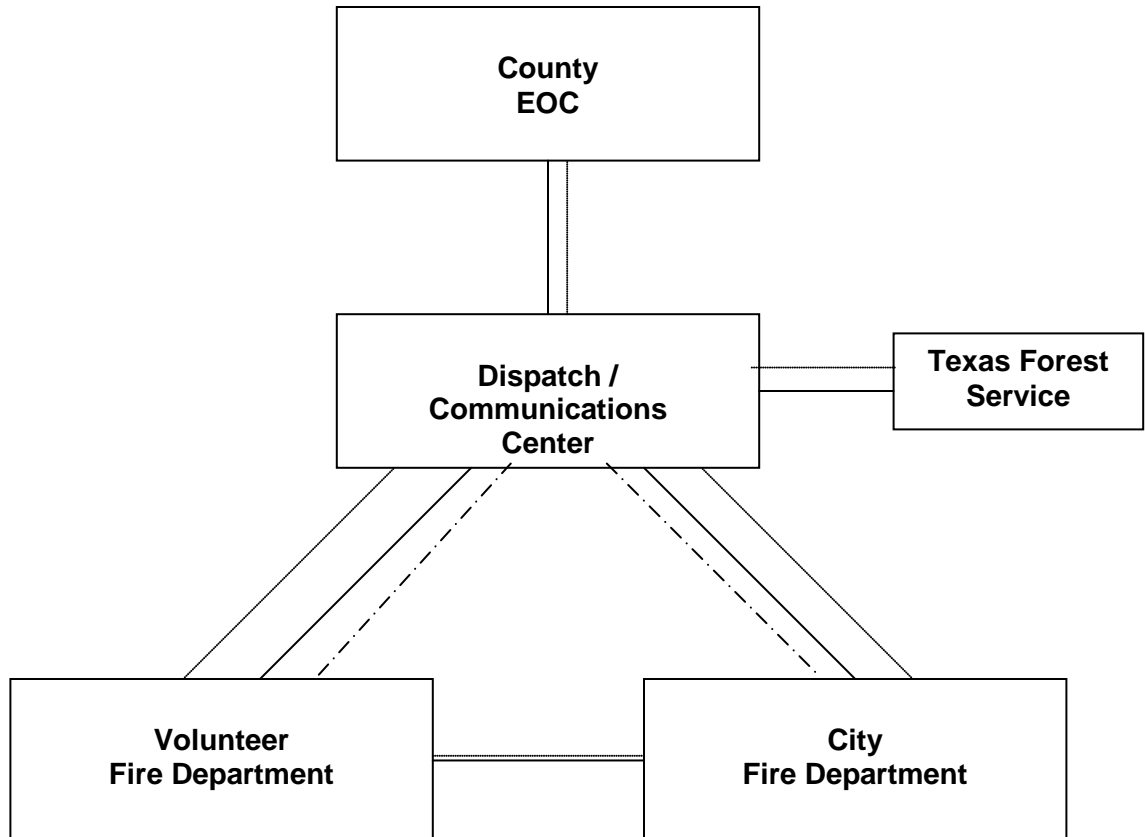 County
EOC
Dispatch /
Communications
Center
Texas Forest
Service
Volunteer
Fire Department
City
Fire Department